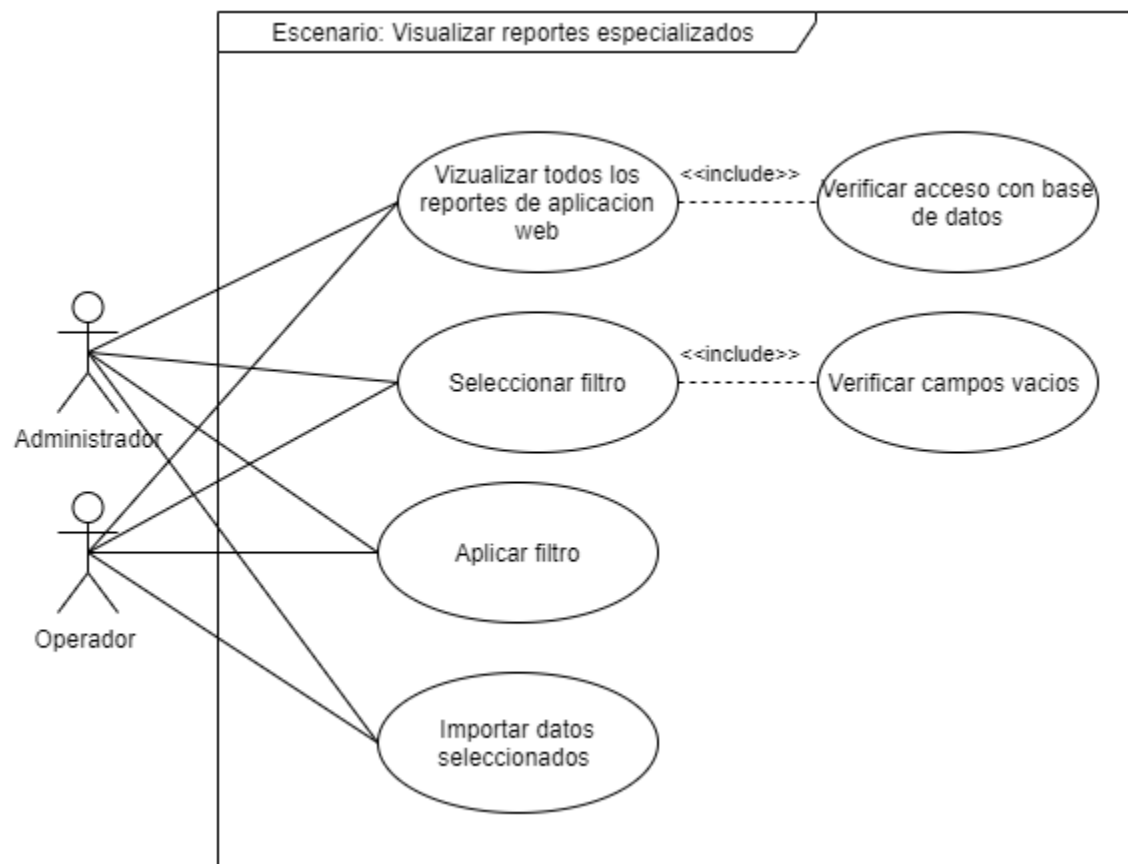 Escenario: Visualizar reportes especializados
Vizualizar todos los
reportes de aplicacion
web
<<include>>
Verificar acceso con base
de datos
Seleccionar filtro
<<include>>
Verificar campos vacios
Administrador
Aplicar filtro
Operador
Importar datos
seleccionados